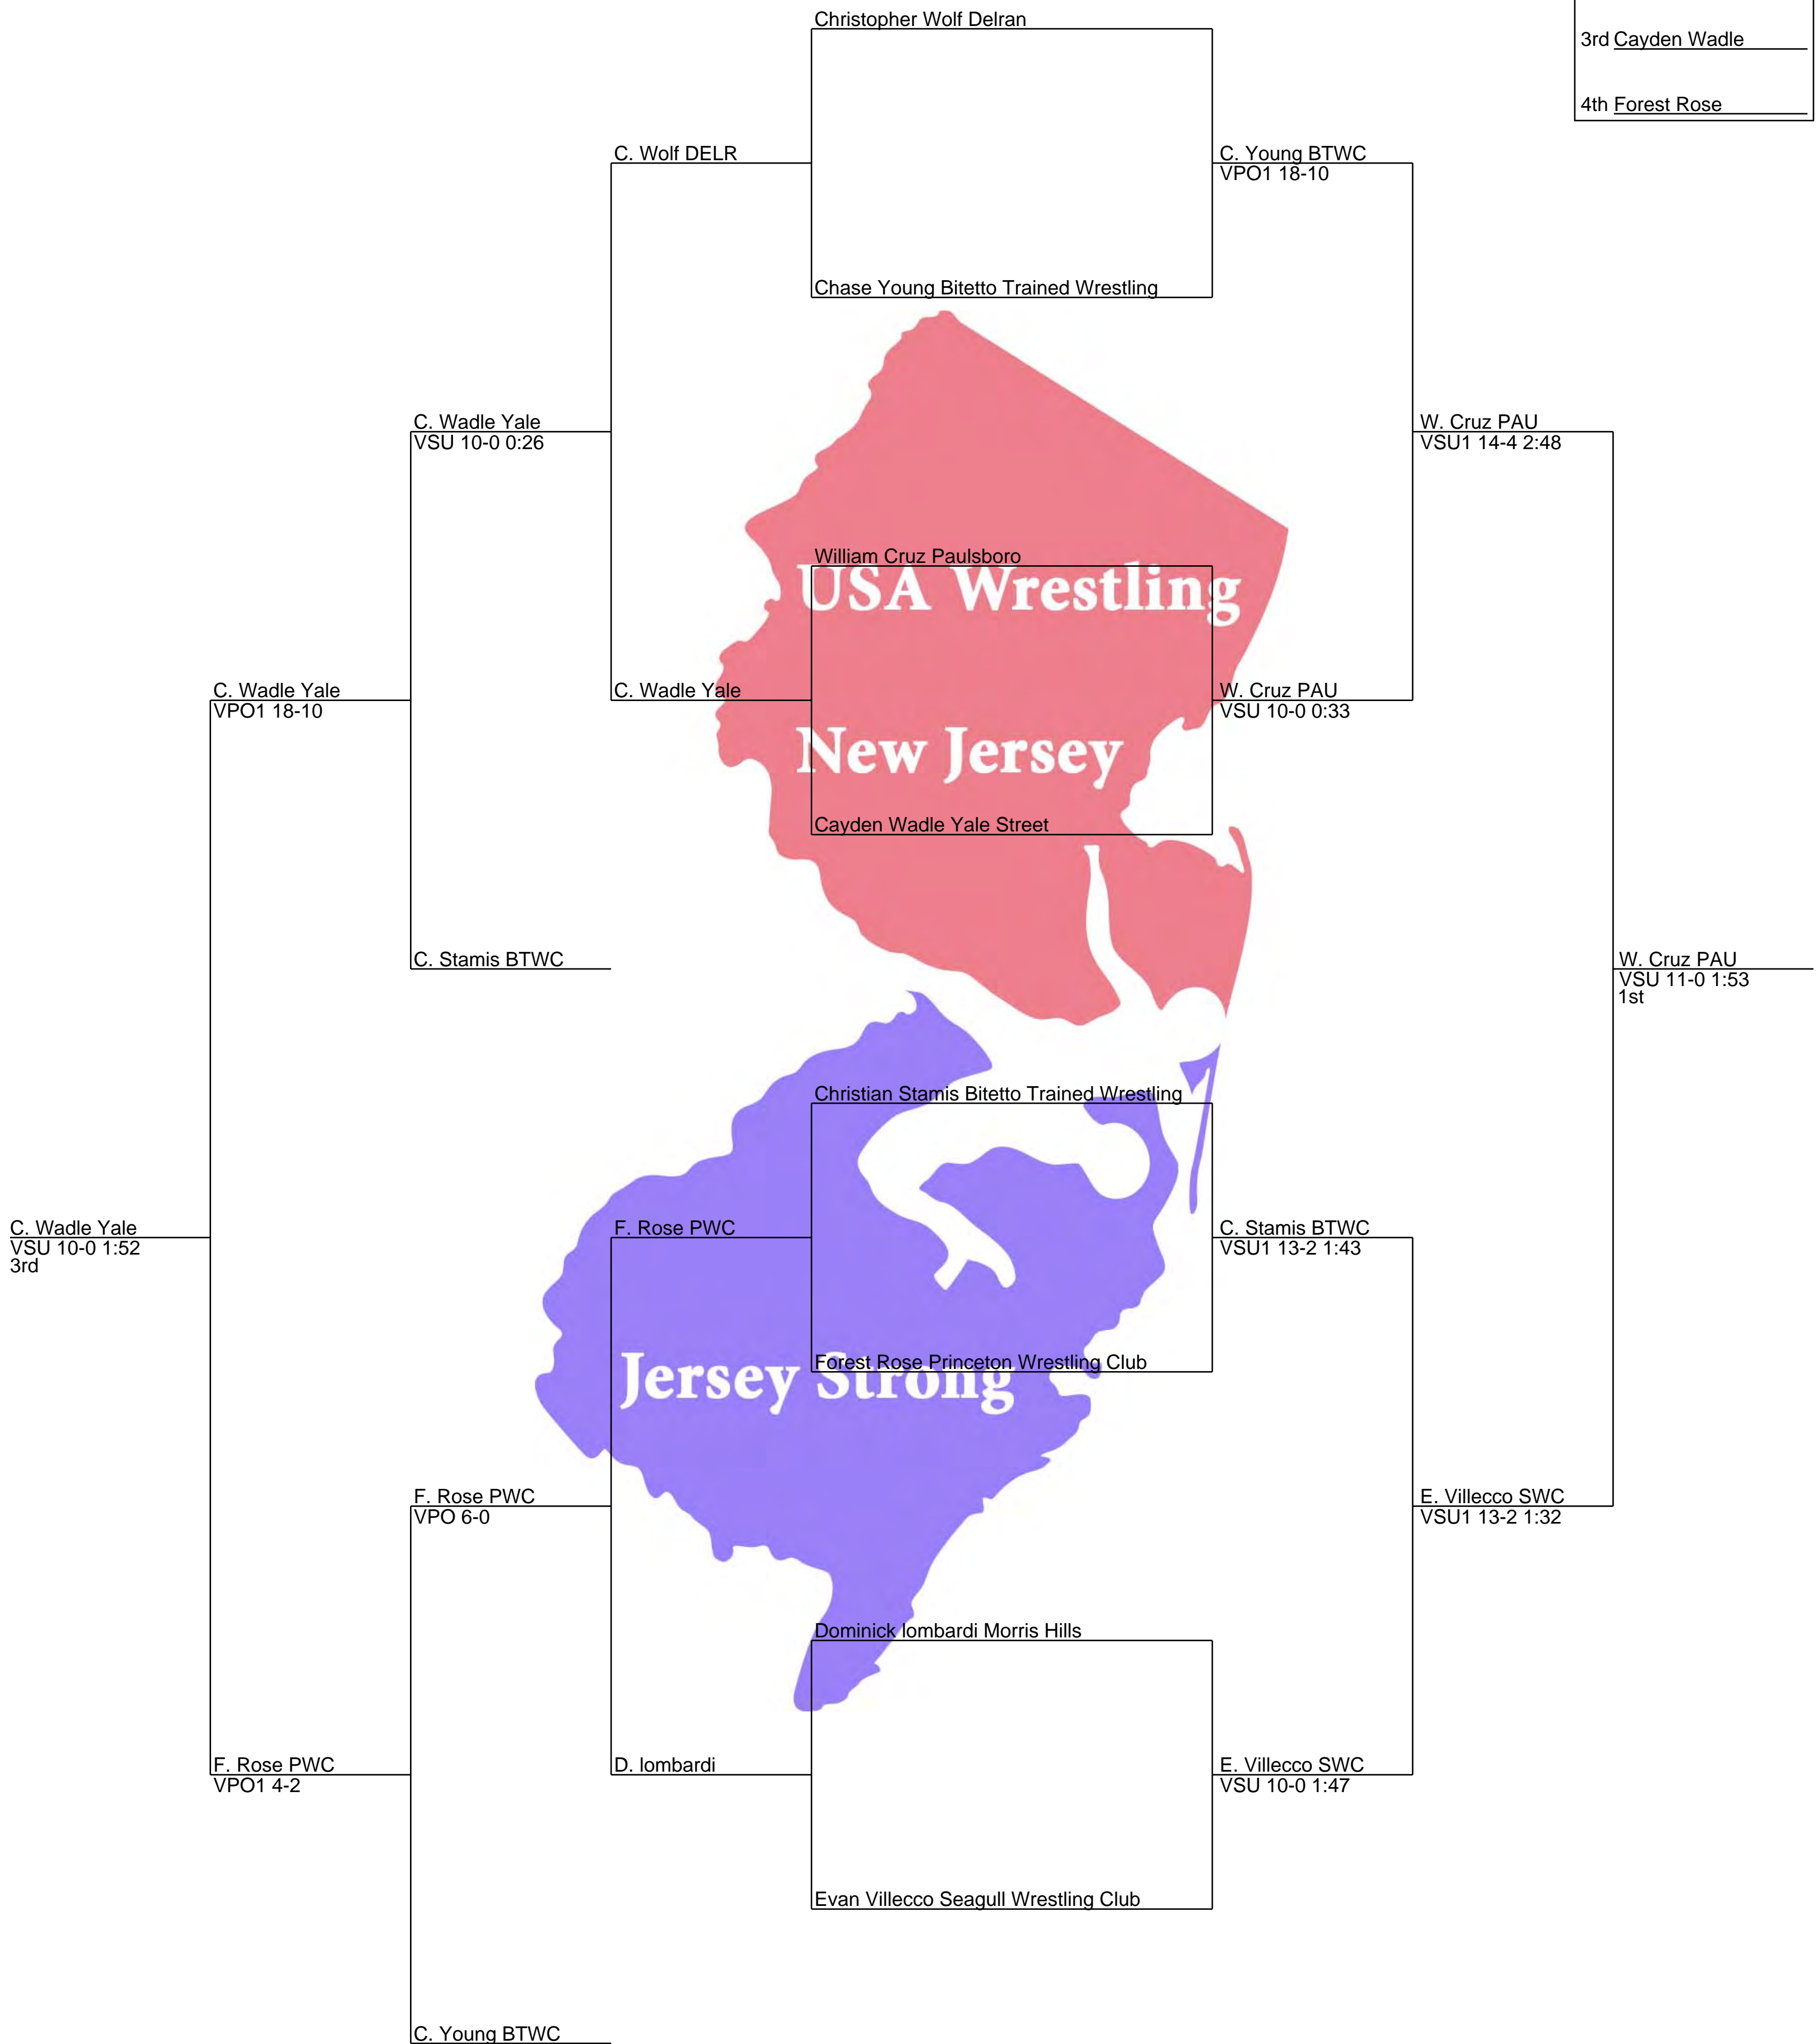 Christopher Wolf Delran
3rd Cayden Wadle
4th Forest Rose
C. Wolf DELR
C. Young BTWC
VPO1 18-10
Chase Young Bitetto Trained Wrestling
C. Wadle Yale
VSU 10-0 0:26
W. Cruz PAU
VSU1 14-4 2:48
William Cruz Paulsboro
USA Wrestling
C. Wadle Yale
VPO1 18-10
C. Wadle Yale
W. Cruz PAU
VSU 10-0 0:33
New Jersey
Cayden Wadle Yale Street
C. Stamis BTWC
W. Cruz PAU
VSU 11-0 1:53
1st
Christian Stamis Bitetto Trained Wrestling
C. Wadle Yale
VSU 10-0 1:52
3rd
F. Rose PWC
C. Stamis BTWC
VSU1 13-2 1:43
Forest Rose Princeton Wrestling Club
Jersey Strong
F. Rose PWC
VPO 6-0
E. Villecco SWC
VSU1 13-2 1:32
Dominick lombardi Morris Hills
F. Rose PWC
VPO1 4-2
D. lombardi
E. Villecco SWC
VSU 10-0 1:47
Evan Villecco Seagull Wrestling Club
C. Young BTWC